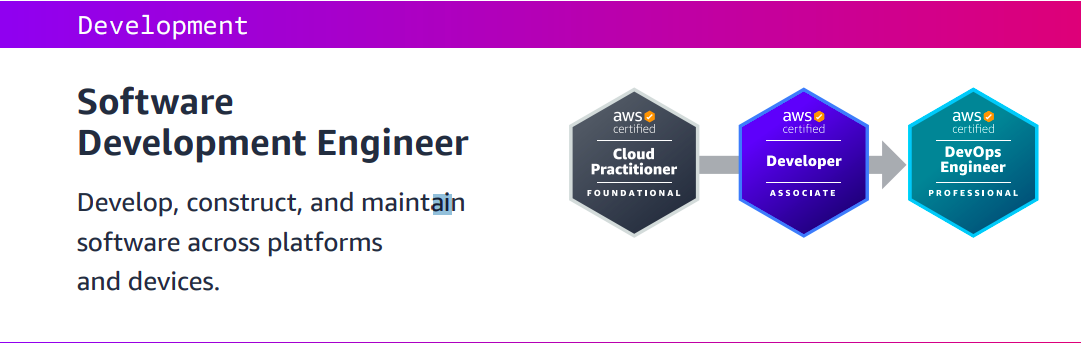 Development
Software
Development Engineer
Develop, construct, and maintain
software across platforms
and devices.
aws
certified
Cloud
Practitioner
FOUNDATIONAL
aws
certified
Developer
ASSOCIATE
aws
certified
DevOps
Engineer
PROFESSIONAL